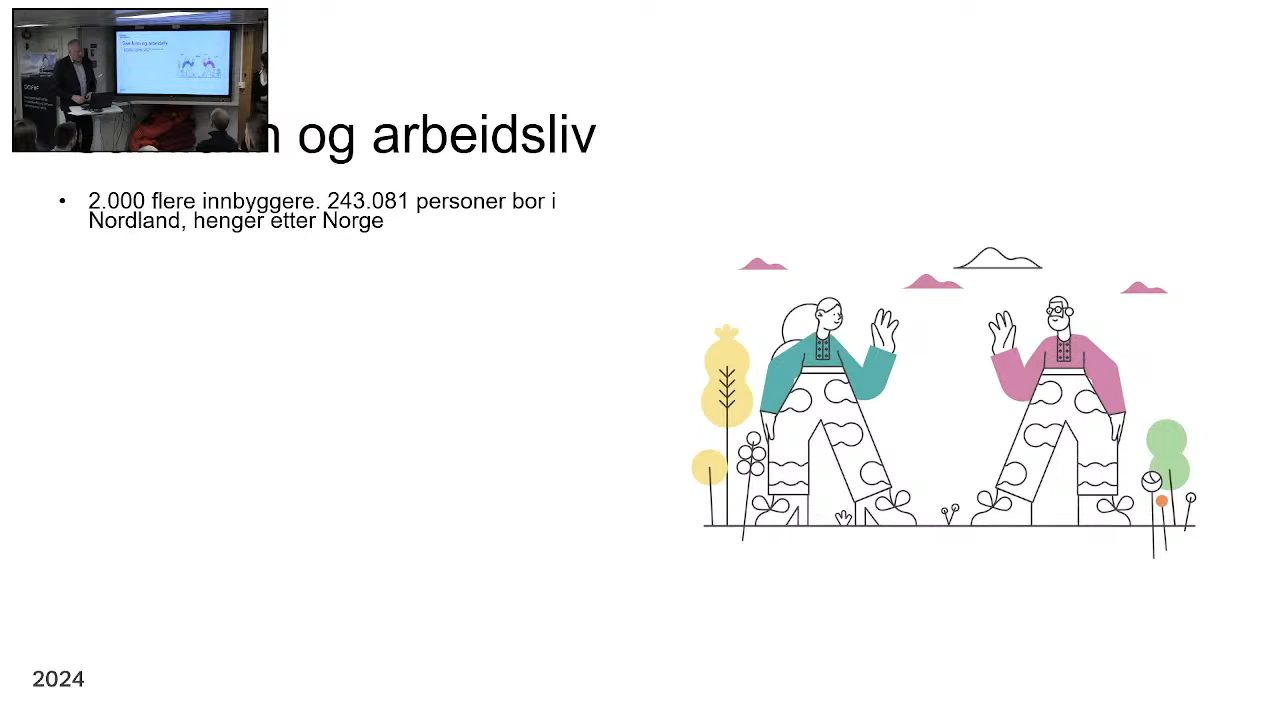 og arbeidsliv
• 2.000 flere innbyggere. 243.081 personer bor i
Nordland, henger etter Norge
2024